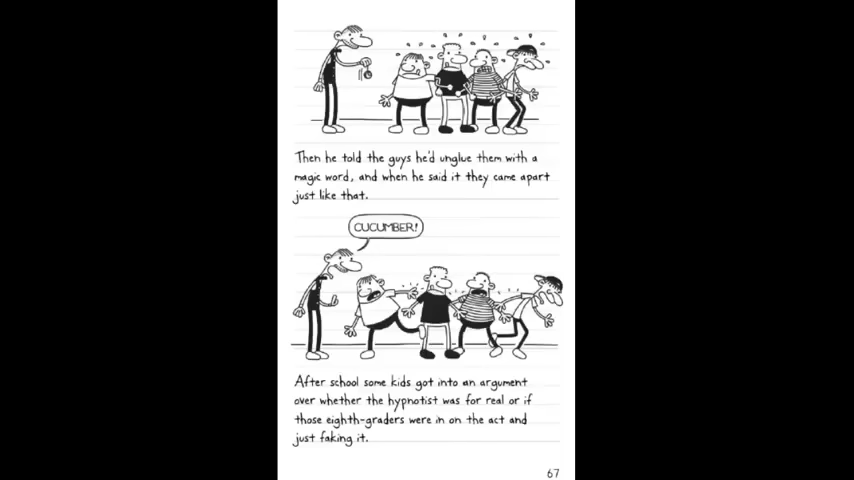 Then he told the guys he'd unglue them with a
magic word, and when he said it they came apart
just like that.
CUCUMBER!
After school some kids got into an argument
over whether the hypnotist was for real or if
those eighth-graders were in on the act and
just faking it.
67